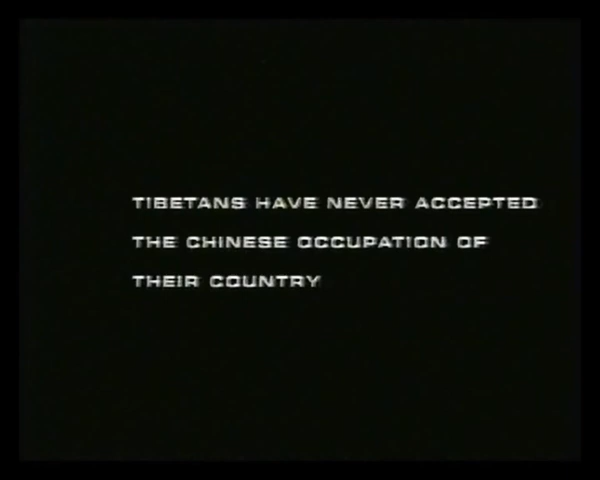 TIBETANS HAVE NEVER ACCEPTED
THE CHINESE OCCUPATION OF
THEIR COUNTRY